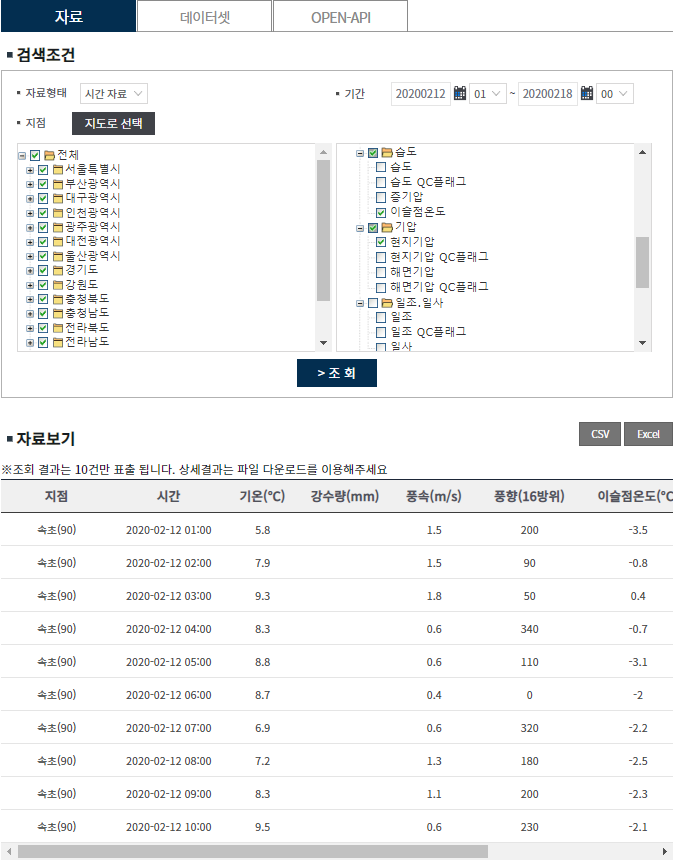 자료 데이터셋 OPEN-API
검색조건
자료형태 시간 자료 기간 20200212 01 ~ 20200218 00
지점 지도로 선택
전체
서울특별시
부산광역시
대구광역시
인천광역시
광주광역시
대전광역시
울산광역시
경기도
강원도
충청북도
충청남도
전라북도
전라남도
습도
습도
습도 QC플래그
증기압
이슬점온도
기압
현지기압
현지기압 QC플래그
해면기압
해면기압 QC플래그
일조,일사
일조
일조 QC플래그
일사
> 조 회
자료보기 CSV Excel
※조회 결과는 10건만 표출 됩니다. 상세결과는 파일 다운로드를 이용해주세요
지점 시간 기온(℃) 강수량(mm) 풍속(m/s) 풍향(16방위) 이슬점온도(℃
속초(90) 2020-02-12 01:00 5.8 1.5 200 -3.5
속초(90) 2020-02-12 02:00 7.9 1.5 90 -0.8
속초(90) 2020-02-12 03:00 9.3 1.8 50 0.4
속초(90) 2020-02-12 04:00 8.3 0.6 340 -0.7
속초(90) 2020-02-12 05:00 8.8 0.6 110 -3.1
속초(90) 2020-02-12 06:00 8.7 0.4 0 -2
속초(90) 2020-02-12 07:00 6.9 0.6 320 -2.2
속초(90) 2020-02-12 08:00 7.2 1.3 180 -2.5
속초(90) 2020-02-12 09:00 8.3 1.1 200 -2.3
속초(90) 2020-02-12 10:00 9.5 0.6 230 -2.1